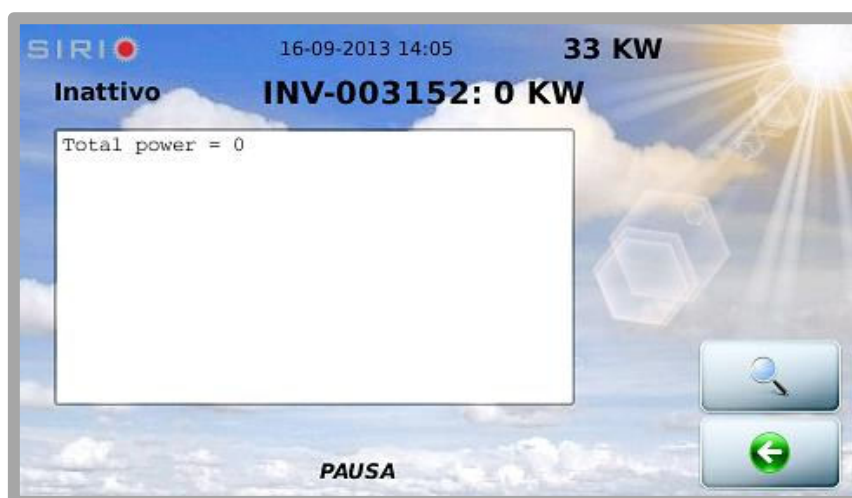 SIRIO
16-09-2013 14:05
33 KW
Inattivo
INV-003152: 0 KW
Total power = 0
PAUSA